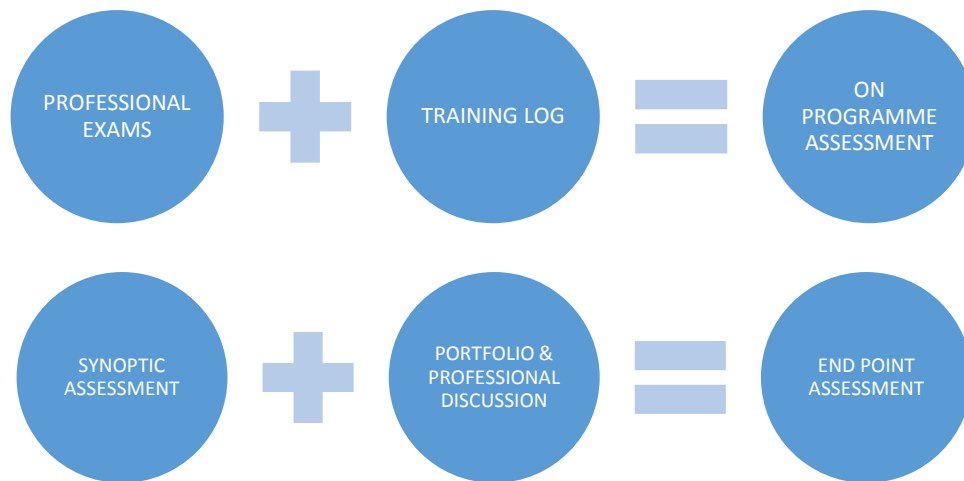 PROFESSIONAL
EXAMS
TRAINING LOG
ON
PROGRAMME
ASSESSMENT
SYNOPTIC
ASSESSMENT
PORTFOLIO &
PROFESSIONAL
DISCUSSION
END POINT
ASSESSMENT